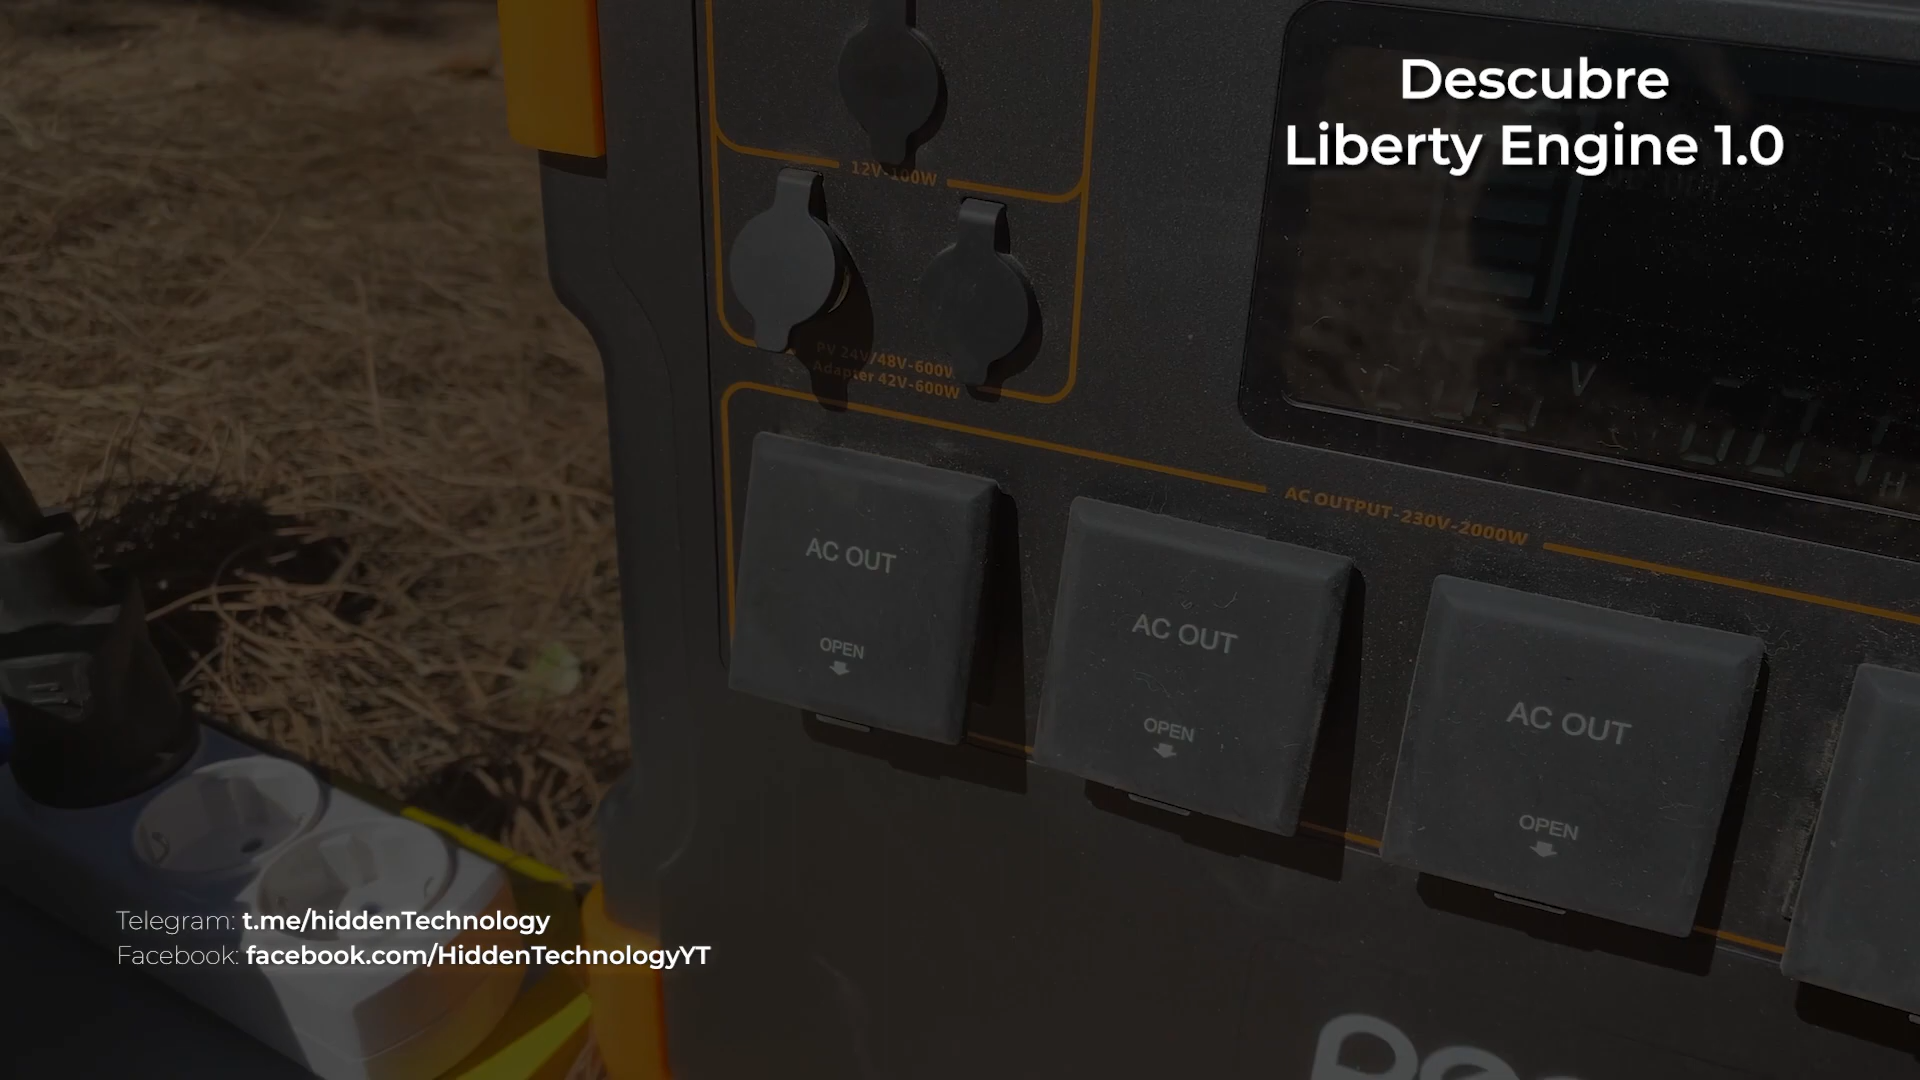 Descubre
Liberty Engine 1.0
12V-100W
PV 24V/48V-600W
Adapter 42V-600W
AC OUTPUT-230V-2000W
AC OUT
OPEN
AC OUT
OPEN
AC OUT
OPEN
Telegram: t.me/hiddenTechnology
Facebook: facebook.com/HiddenTechnologyYT